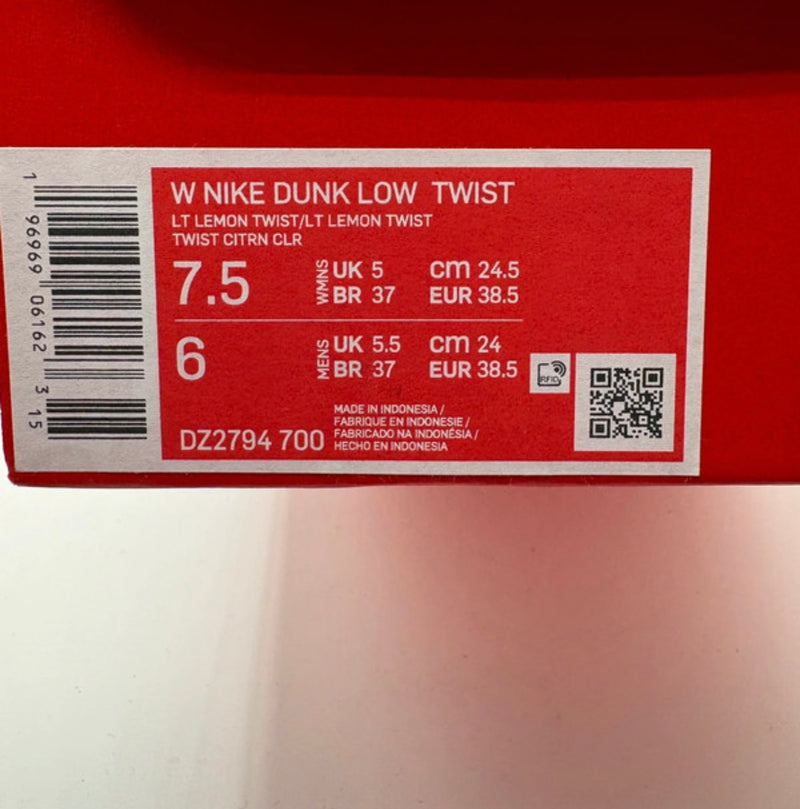 1 96969 06162 3 15
W NIKE DUNK LOW TWIST
LT LEMON TWIST/LT LEMON TWIST
TWIST CITRN CLR
7.5 WMNS UK 5 cm 24.5
BR 37 EUR 38.5
6 MENS UK 5.5 cm 24
BR 37 EUR 38.5
RFID
DZ2794 700
MADE IN INDONESIA /
FABRIQUE EN INDONESIE /
FABRICADO NA INDONÉSIA /
HECHO EN INDONESIA